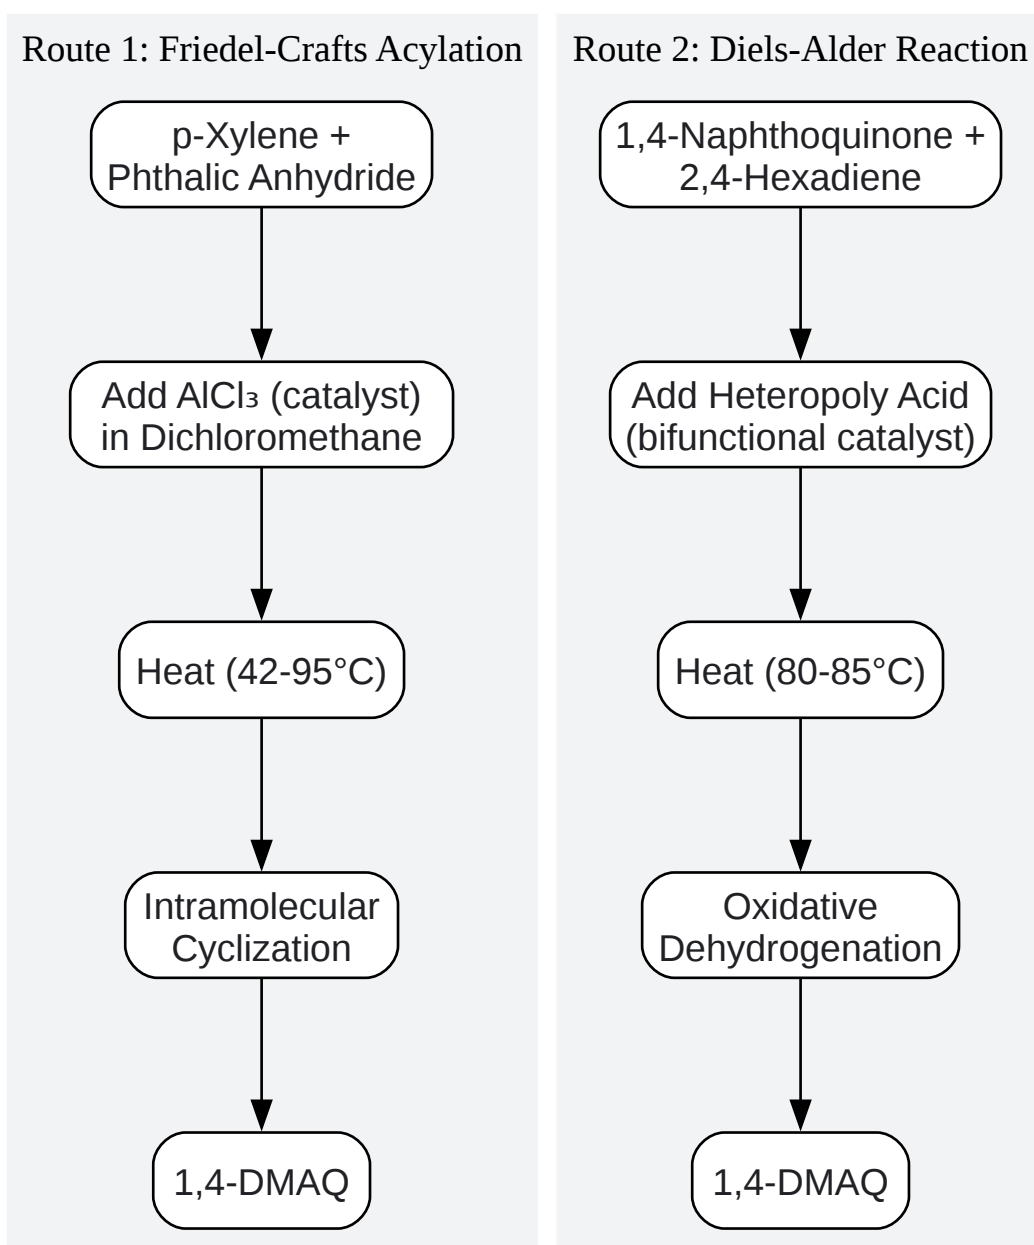 Route 1: Friedel-Crafts Acylation
p-Xylene +
Phthalic Anhydride
Add AlCl₃ (catalyst)
in Dichloromethane
Heat (42-95°C)
Intramolecular
Cyclization
1,4-DMAQ
Route 2: Diels-Alder Reaction
1,4-Naphthoquinone +
2,4-Hexadiene
Add Heteropoly Acid
(bifunctional catalyst)
Heat (80-85°C)
Oxidative
Dehydrogenation
1,4-DMAQ